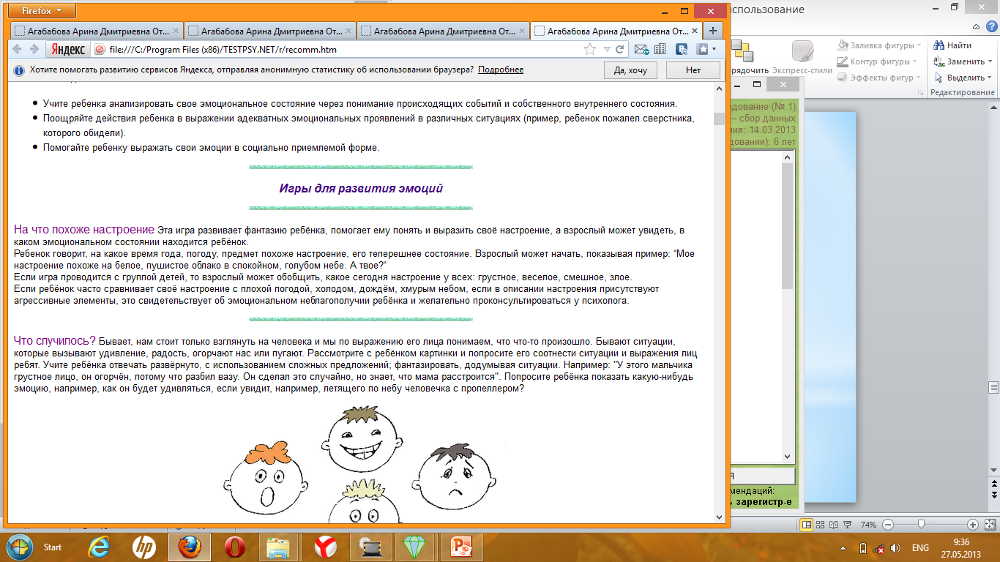 Firefox
использование
Агабабова Арина Дмитриевна От...
Агабабова Арина Дмитриевна От...
Агабабова Арина Дмитриевна От...
Агабабова Арина Дмитриевна От...
Яндекс
file:///C:/Program Files (x86)/TESTPSY.NET/r/recomm.htm
Хотите помогать развитию сервисов Яндекса, отправляя анонимную статистику об использовании браузера? Подробнее
Да, хочу
Нет
Учите ребенка анализировать свое эмоциональное состояние через понимание происходящих событий и собственного внутреннего состояния.
Поощряйте действия ребенка в выражении адекватных эмоциональных проявлений в различных ситуациях (пример, ребенок пожалел сверстника,
которого обидели).
Помогайте ребенку выражать свои эмоции в социально приемлемой форме.
Игры для развития эмоций
На что похоже настроение Эта игра развивает фантазию ребёнка, помогает ему понять и выразить своё настроение, а взрослый может увидеть, в
каком эмоциональном состоянии находится ребёнок.
Ребенок говорит, на какое время года, погоду, предмет похоже настроение, его теперешнее состояние. Взрослый может начать, показывая пример: “Мое
настроение похоже на белое, пушистое облако в спокойном, голубом небе. А твое?“
Если игра проводится с группой детей, то взрослый может обобщить, какое сегодня настроение у всех: грустное, веселое, смешное, злое.
Если ребёнок часто сравнивает своё настроение с плохой погодой, холодом, дождём, хмурым небом, если в описании настроения присутствуют
агрессивные элементы, это свидетельствует об эмоциональном неблагополучии ребёнка и желательно проконсультироваться у психолога.
Что случилось? Бывает, нам стоит только взглянуть на человека и мы по выражению его лица понимаем, что что-то произошло. Бывают ситуации,
которые вызывают удивление, радость, огорчают нас или пугают. Рассмотрите с ребёнком картинки и попросите его соотнести ситуации и выражения лиц
ребят. Учите ребёнка отвечать развёрнуто, с использованием сложных предложений; фантазировать, додумывая ситуации. Например: "У этого мальчика
грустное лицо, он огорчён, потому что разбил вазу. Он сделал это случайно, но знает, что мама расстроится". Попросите ребёнка показать какую-нибудь
эмоцию, например, как он будет удивляться, если увидит, например, летящего по небу человечка с пропеллером?
Экспресс-стили
Заливка фигуры
Контур фигуры
Эффекты фигур
Найти
Заменить
Выделить
Редактирование
едование (№ 1)
– сбор данных
ния: 14.03.2013
довании): 6 лет
Я
мендаций:
ь зарегистр-е
74%
Start
ENG
9:36
27.05.2013